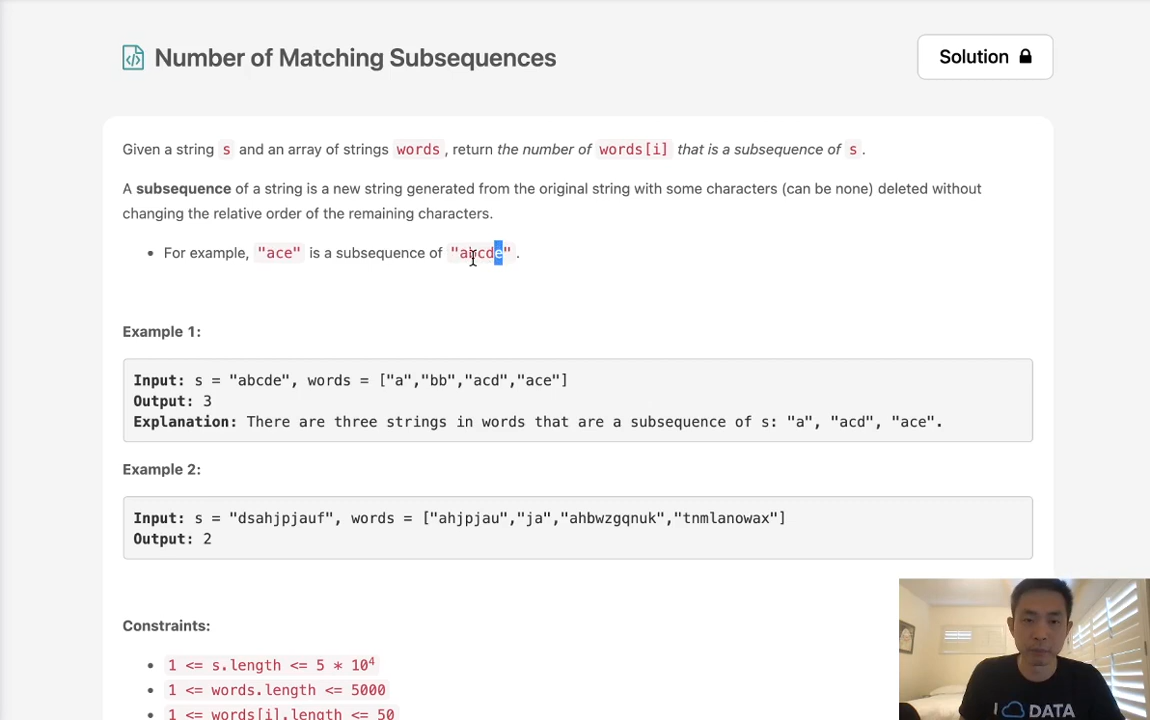 Number of Matching Subsequences
Solution
Given a string s and an array of strings words , return the number of words[i] that is a subsequence of s .
A subsequence of a string is a new string generated from the original string with some characters (can be none) deleted without
changing the relative order of the remaining characters.
• For example, "ace" is a subsequence of "abcde" .
Example 1:
Input: s = "abcde", words = ["a","bb","acd","ace"]
Output: 3
Explanation: There are three strings in words that are a subsequence of s: "a", "acd", "ace".
Example 2:
Input: s = "dsahjpjauf", words = ["ahjpjau","ja","ahbwzgqnuk","tnmlanowax"]
Output: 2
Constraints:
• 1 <= s.length <= 5 * 10⁴
• 1 <= words.length <= 5000
• 1 <= words[i].length <= 50
I DATA